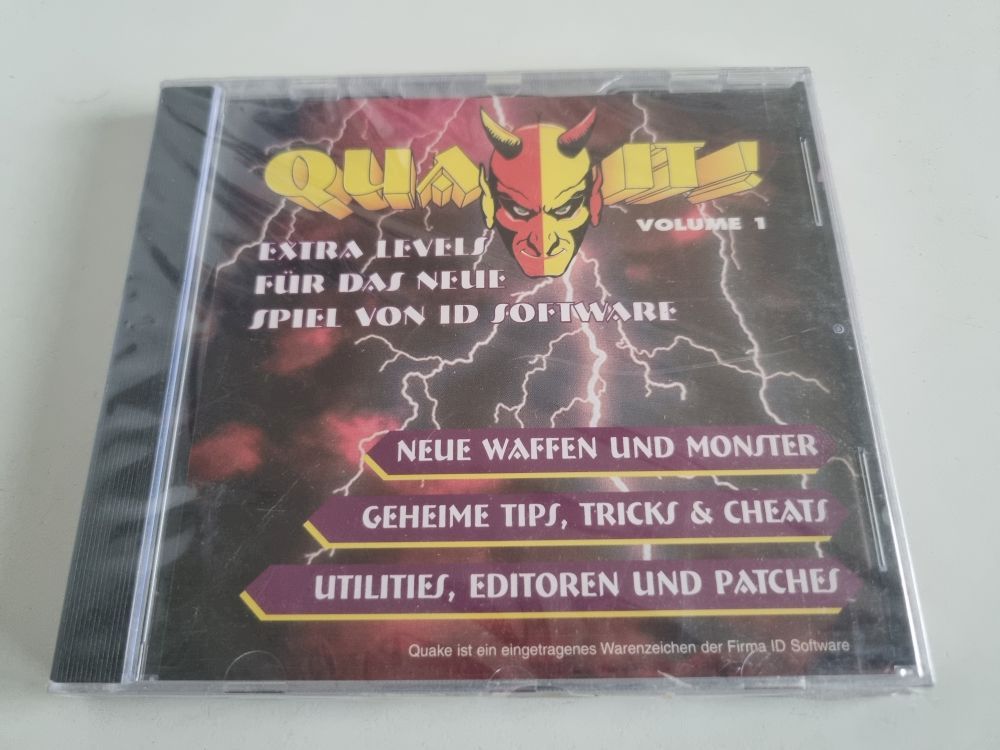 QUA IT!
VOLUME 1
EXTRA LEVELS
FÜR DAS NEUE
SPIEL VON ID SOFTWARE
NEUE WAFFEN UND MONSTER
GEHEIME TIPS, TRICKS & CHEATS
UTILITIES, EDITOREN UND PATCHES
Quake ist ein eingetragenes Warenzeichen der Firma ID Software